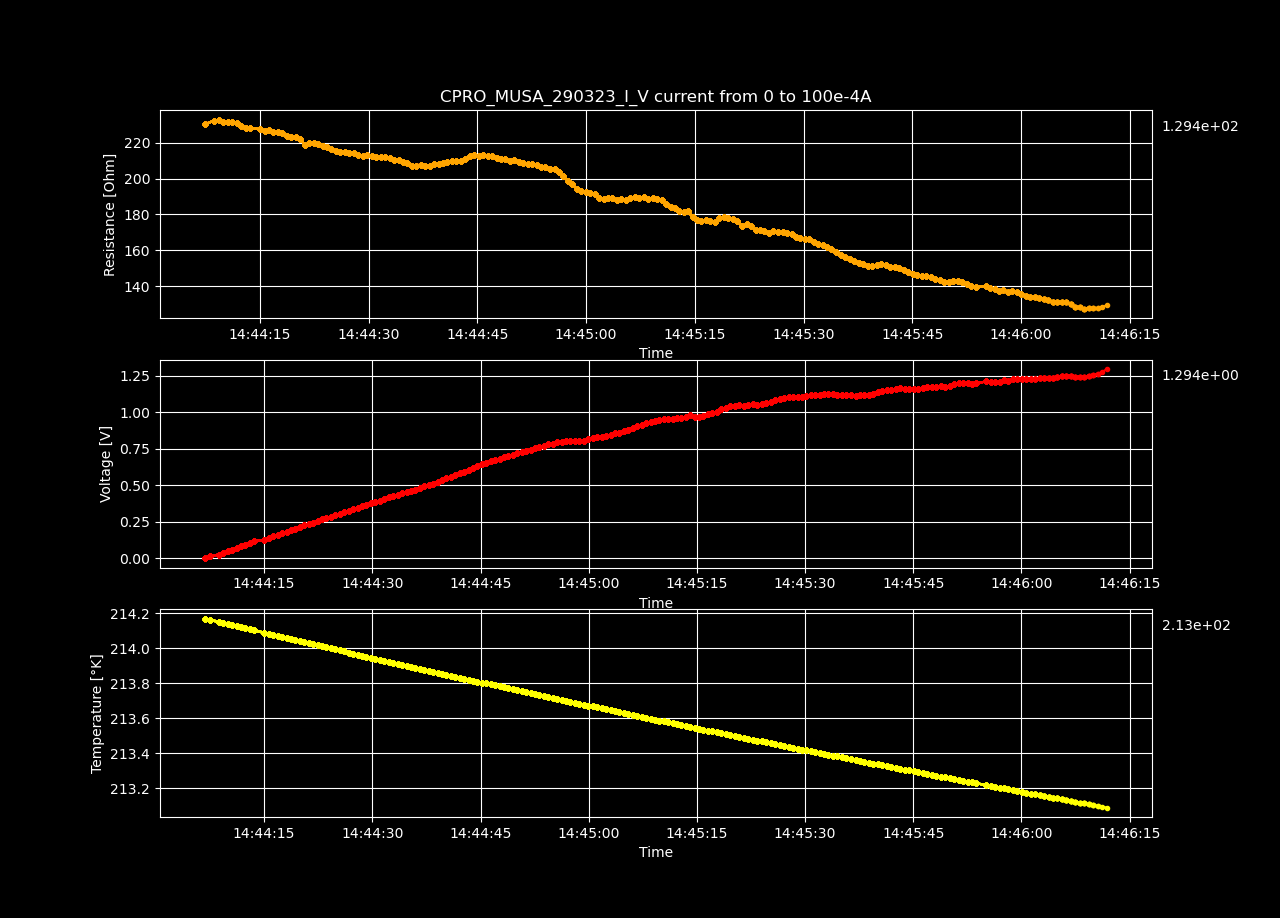 CPRO_MUSA_290323_I_V current from 0 to 100e-4A
1.294e+02
Resistance [Ohm]
220
200
180
160
140
14:44:15 14:44:30 14:44:45 14:45:00 14:45:15 14:45:30 14:45:45 14:46:00 14:46:15
Time
1.294e+00
Voltage [V]
1.25
1.00
0.75
0.50
0.25
0.00
14:44:15 14:44:30 14:44:45 14:45:00 14:45:15 14:45:30 14:45:45 14:46:00 14:46:15
Time
2.13e+02
Temperature [°K]
214.2
214.0
213.8
213.6
213.4
213.2
14:44:15 14:44:30 14:44:45 14:45:00 14:45:15 14:45:30 14:45:45 14:46:00 14:46:15
Time